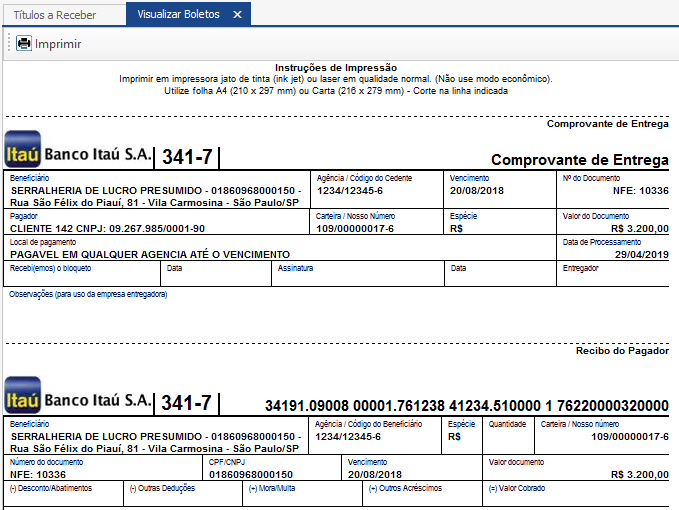 Títulos a Receber
Visualizar Boletos ✕
Imprimir
Instruções de Impressão
Imprimir em impressora jato de tinta (ink jet) ou laser em qualidade normal. (Não use modo econômico).
Utilize folha A4 (210 x 297 mm) ou Carta (216 x 279 mm) - Corte na linha indicada
Comprovante de Entrega
Itaú Banco Itaú S.A. 341-7 Comprovante de Entrega
Beneficiário Agência / Código do Cedente Vencimento Nº do Documento
SERRALHERIA DE LUCRO PRESUMIDO - 01860968000150 - 1234/12345-6 20/08/2018 NFE: 10336
Rua São Félix do Piauí, 81 - Vila Carmosina - São Paulo/SP
Pagador Carteira / Nosso Número Espécie Valor do Documento
CLIENTE 142 CNPJ: 09.267.985/0001-90 109/00000017-6 R$ R$ 3.200,00
Local de pagamento Data de Processamento
PAGAVEL EM QUALQUER AGENCIA ATÉ O VENCIMENTO 29/04/2019
Recebi(emos) o bloqueto Data Assinatura Data Entregador
Observações (para uso da empresa entregadora)
Recibo do Pagador
Itaú Banco Itaú S.A. 341-7 34191.09008 00001.761238 41234.510000 1 76220000320000
Beneficiário Agência / Código do Beneficiário Espécie Quantidade Carteira / Nosso número
SERRALHERIA DE LUCRO PRESUMIDO - 01860968000150 - 1234/12345-6 R$ 109/00000017-6
Rua São Félix do Piauí, 81 - Vila Carmosina - São Paulo/SP
Número do documento CPF/CNPJ Vencimento Valor documento
NFE: 10336 01860968000150 20/08/2018 R$ 3.200,00
(-) Desconto/Abatimentos (-) Outras Deduções (+) Mora/Multa (+) Outros Acréscimos (=) Valor Cobrado